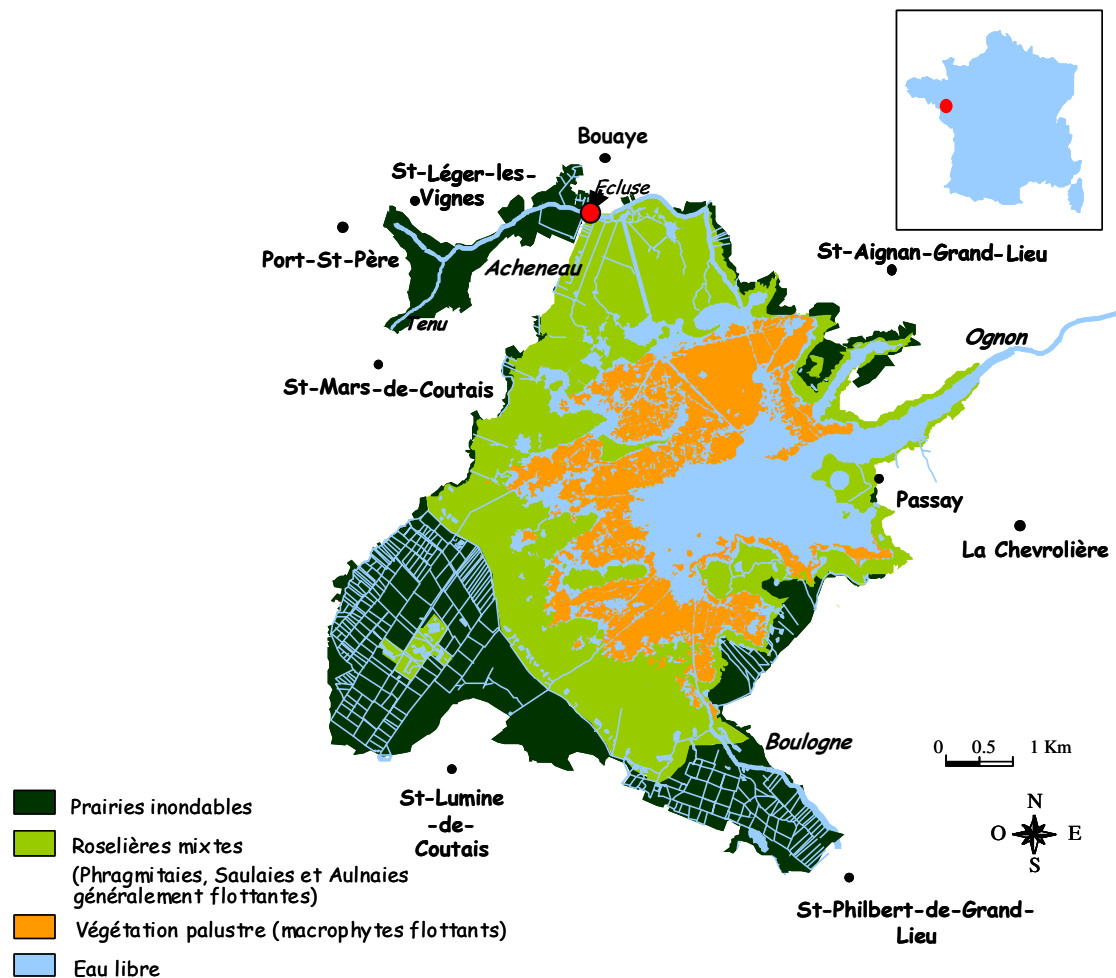 Bouaye
St-Léger-les-
Vignes
Ecluse
Port-St-Père
Acheneau
St-Aignan-Grand-Lieu
Tenu
Ognon
St-Mars-de-Coutais
Passay
La Chevrolière
Boulogne
0 0.5 1 Km
St-Lumine
-de-
Coutais
N
O E
S
St-Philbert-de-Grand-
Lieu
Prairies inondables
Roselières mixtes
(Phragmitaies, Saulaies et Aulnaies
généralement flottantes)
Végétation palustre (macrophytes flottants)
Eau libre